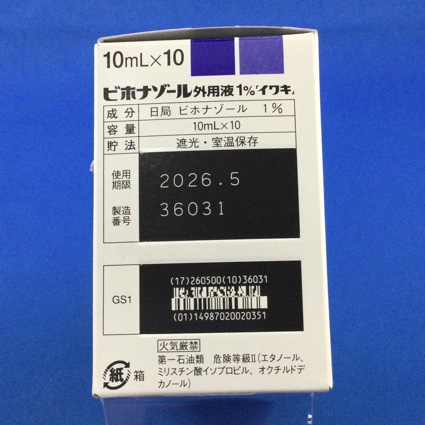 10mL×10
ビホナゾール外用液1%「イワキ」
成分 日局 ビホナゾール 1%
容量 10mL×10
貯法 遮光・室温保存
使用期限 2026.5
製造番号 36031
GS1
(17)260500(10)36031
(01)14987020020351
火気厳禁
第一石油類 危険等級Ⅱ(エタノール、
ミリスチン酸イソプロピル、オクチルドデ
カノール)
紙 箱